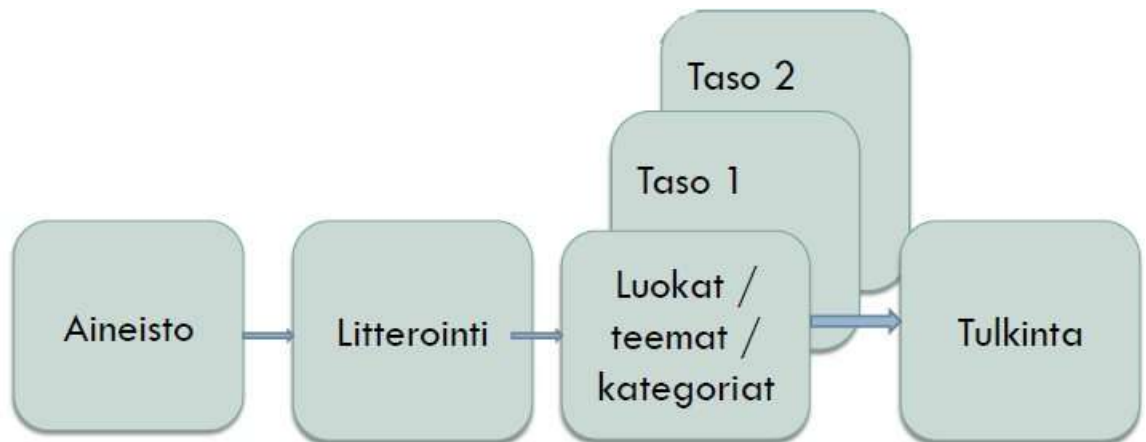 Taso 2
Taso 1
Aineisto
Litterointi
Luokat /
teemat /
kategoriat
Tulkinta